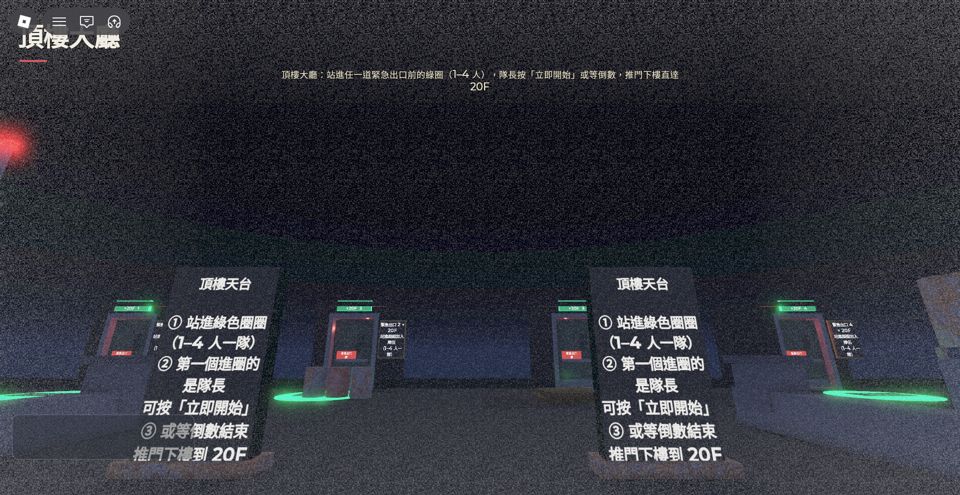 頂樓大廳
頂樓大廳：站進任一道緊急出口前的綠圈（1–4 人），隊長按「立即開始」或等倒數，推門下樓直達
20F
頂樓天台
① 站進綠色圈圈
（1–4 人一隊）
② 第一個進圈的
是隊長
可按「立即開始」
③ 或等倒數結束
推門下樓到 20F
頂樓天台
① 站進綠色圈圈
（1–4 人一隊）
② 第一個進圈的
是隊長
可按「立即開始」
③ 或等倒數結束
推門下樓到 20F